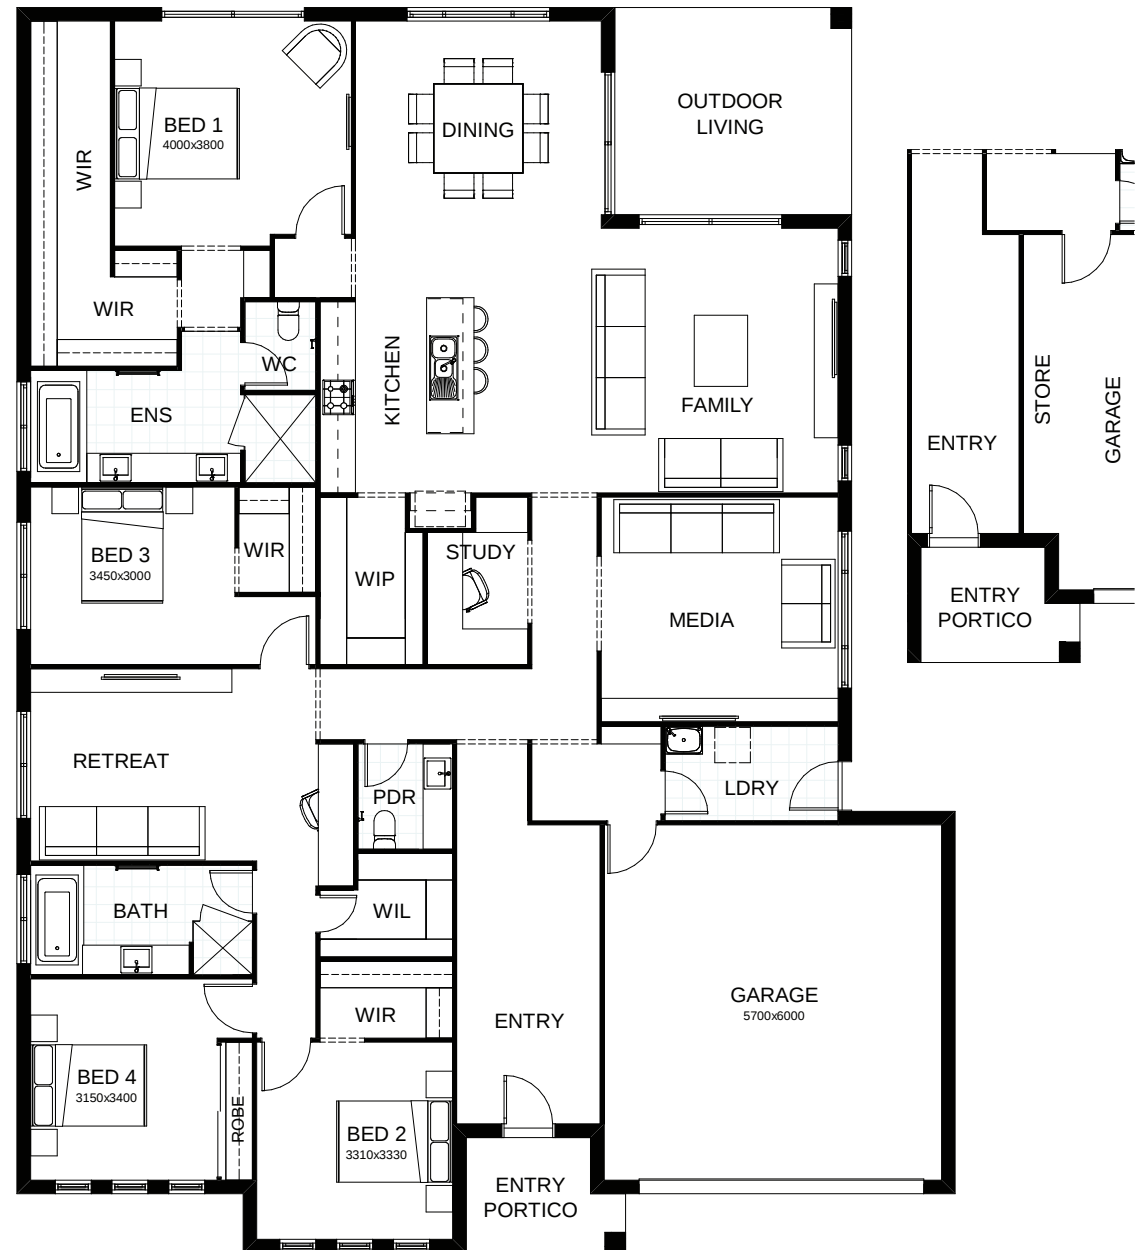 BED 1
4000x3800
DINING
OUTDOOR
LIVING
WIR
WIR
WC
KITCHEN
ENS
FAMILY
BED 3
3450x3000
WIR
WIP
STUDY
MEDIA
RETREAT
PDR
LDRY
BATH
WIL
WIR
ENTRY
GARAGE
5700x6000
BED 4
3150x3400
ROBE
BED 2
3310x3330
ENTRY
PORTICO
STORE
GARAGE
ENTRY
ENTRY
PORTICO